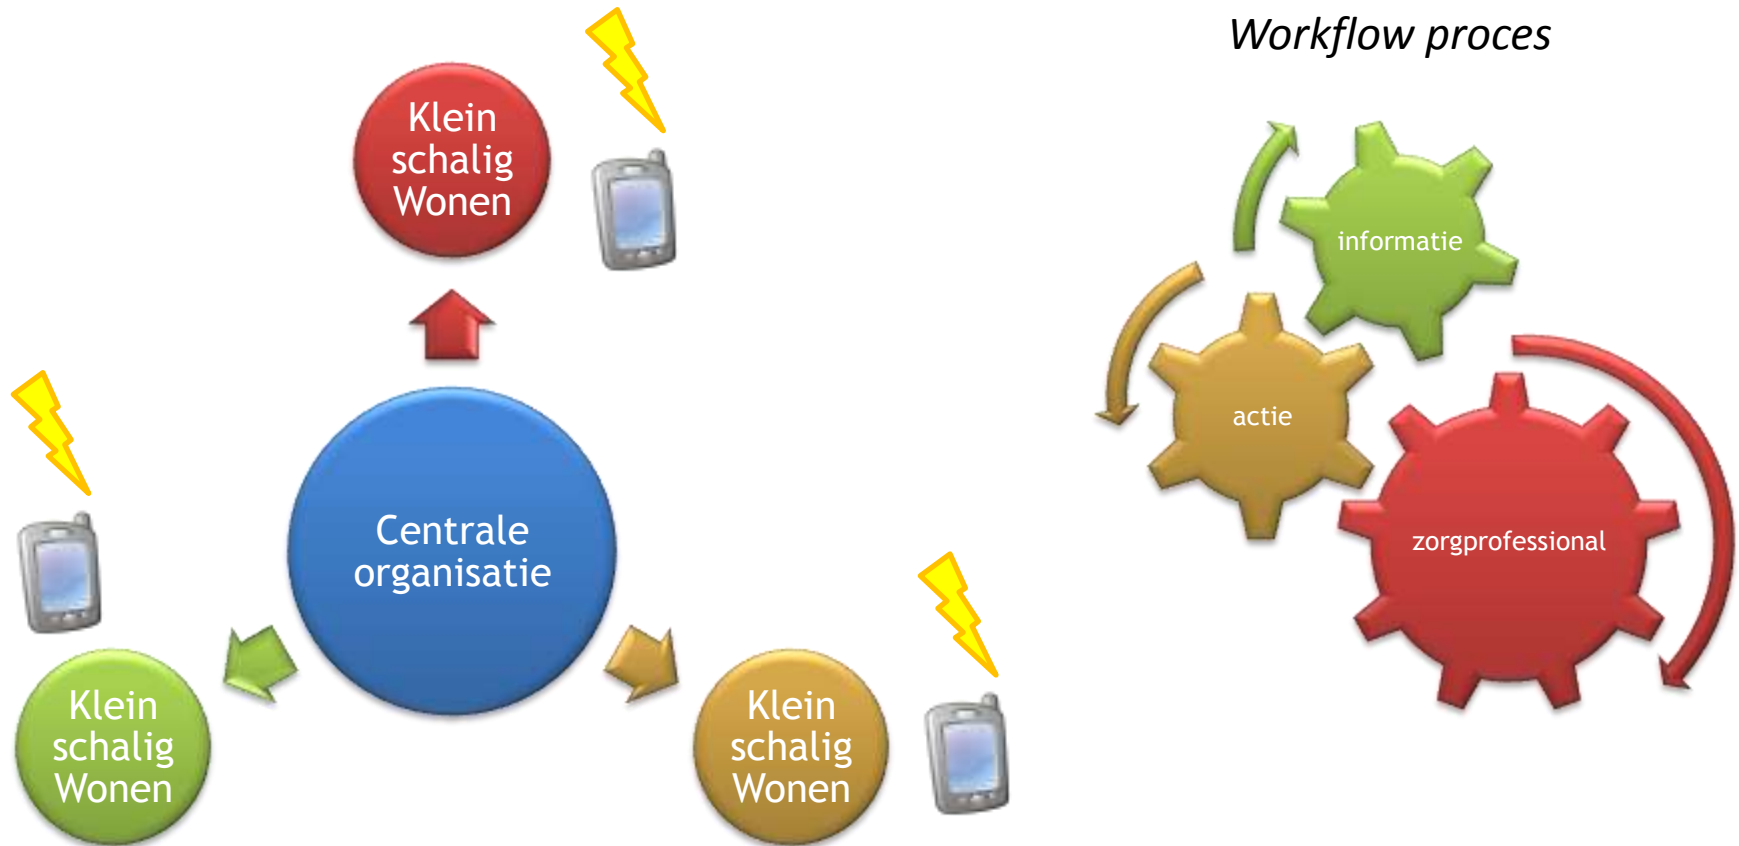 Workflow proces
Klein
schalig
Wonen
Centrale
organisatie
Klein
schalig
Wonen
Klein
schalig
Wonen
informatie
actie
zorgprofessional